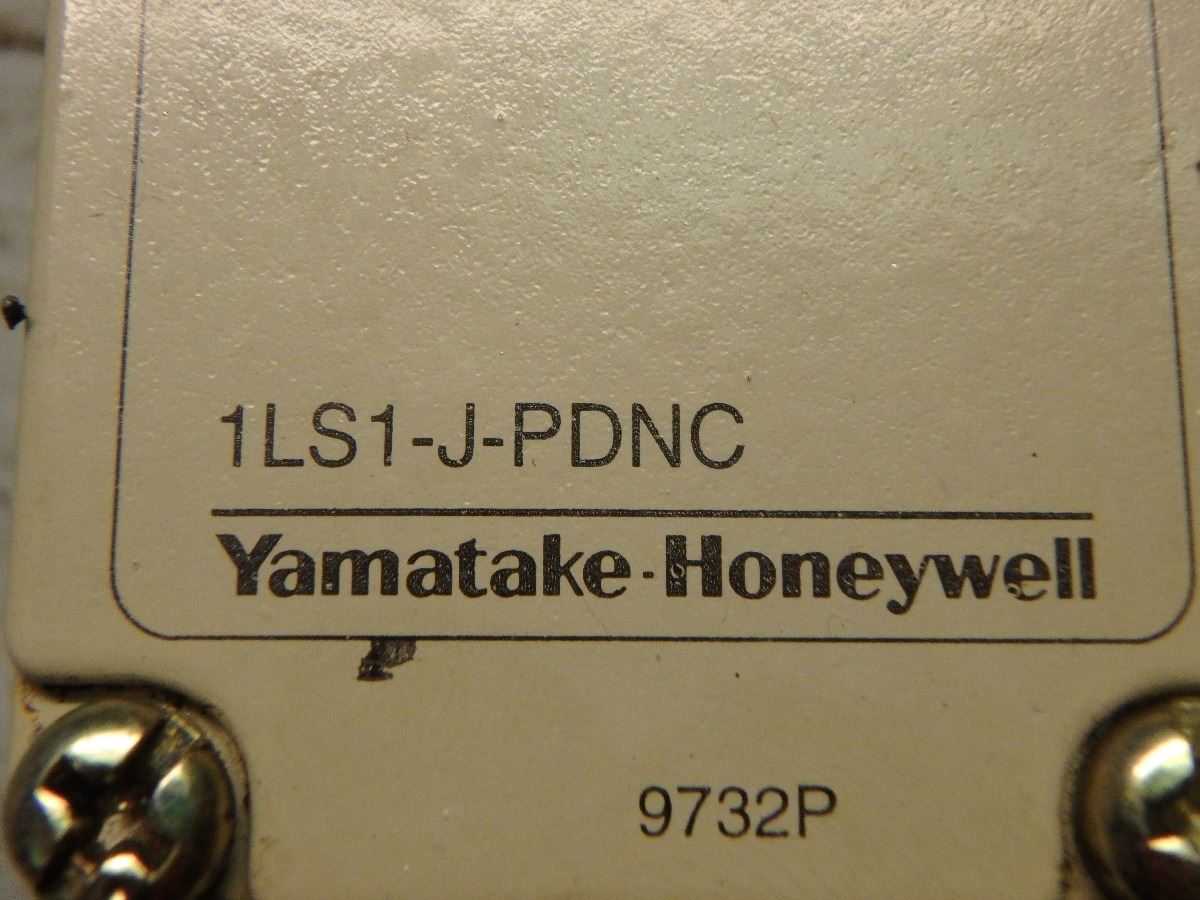 1LS1-J-PDNC
Yamatake-Honeywell
9732P